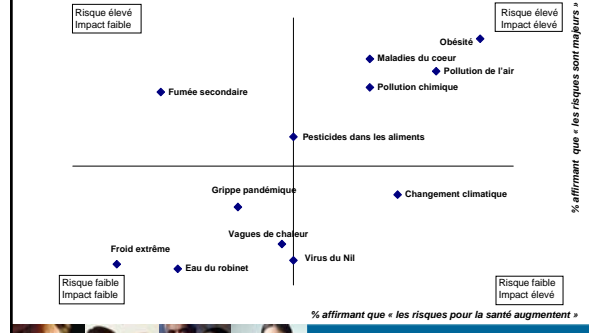 Risque élevé
Impact faible
Risque élevé
Impact élevé
Obésité
Maladies du coeur
Pollution de l'air
Fumée secondaire
Pollution chimique
Pesticides dans les aliments
Grippe pandémique
Changement climatique
Vagues de chaleur
Froid extrême
Virus du Nil
Eau du robinet
Risque faible
Impact faible
Risque faible
Impact élevé
% affirmant que « les risques sont majeurs »
% affirmant que « les risques pour la santé augmentent »